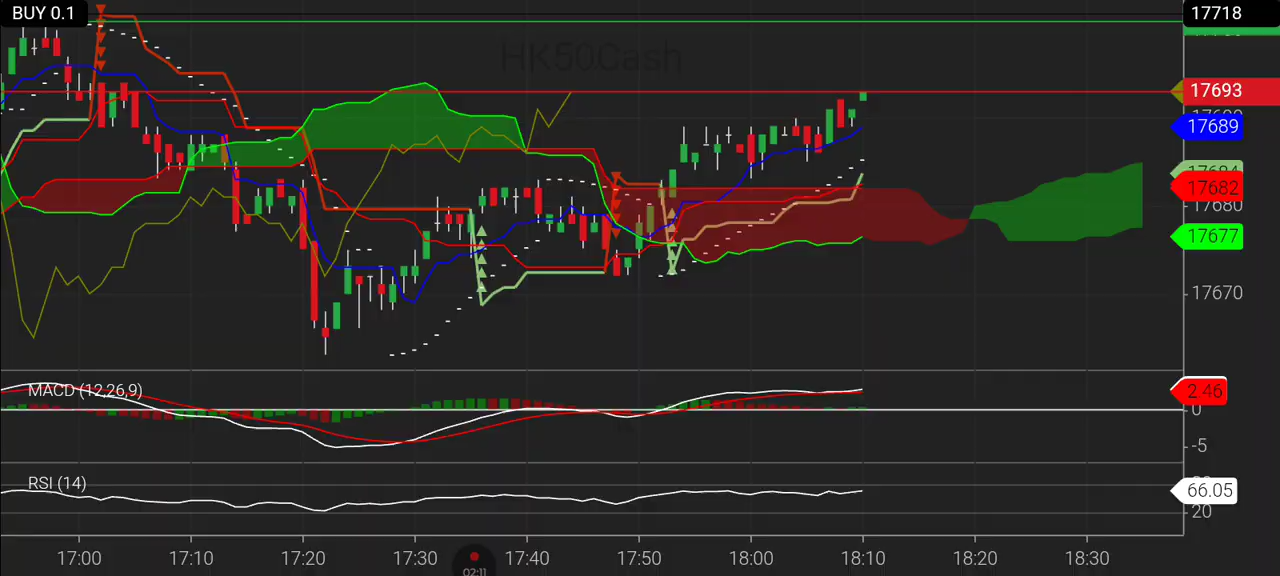 BUY 0.1
17718
HK50Cash
17693
17689
17684
17682
17680
17677
17670
MACD (12,26,9)
2.46
0
-5
RSI (14)
66.05
20
17:00 17:10 17:20 17:30 17:40 17:50 18:00 18:10 18:20 18:30
02:11